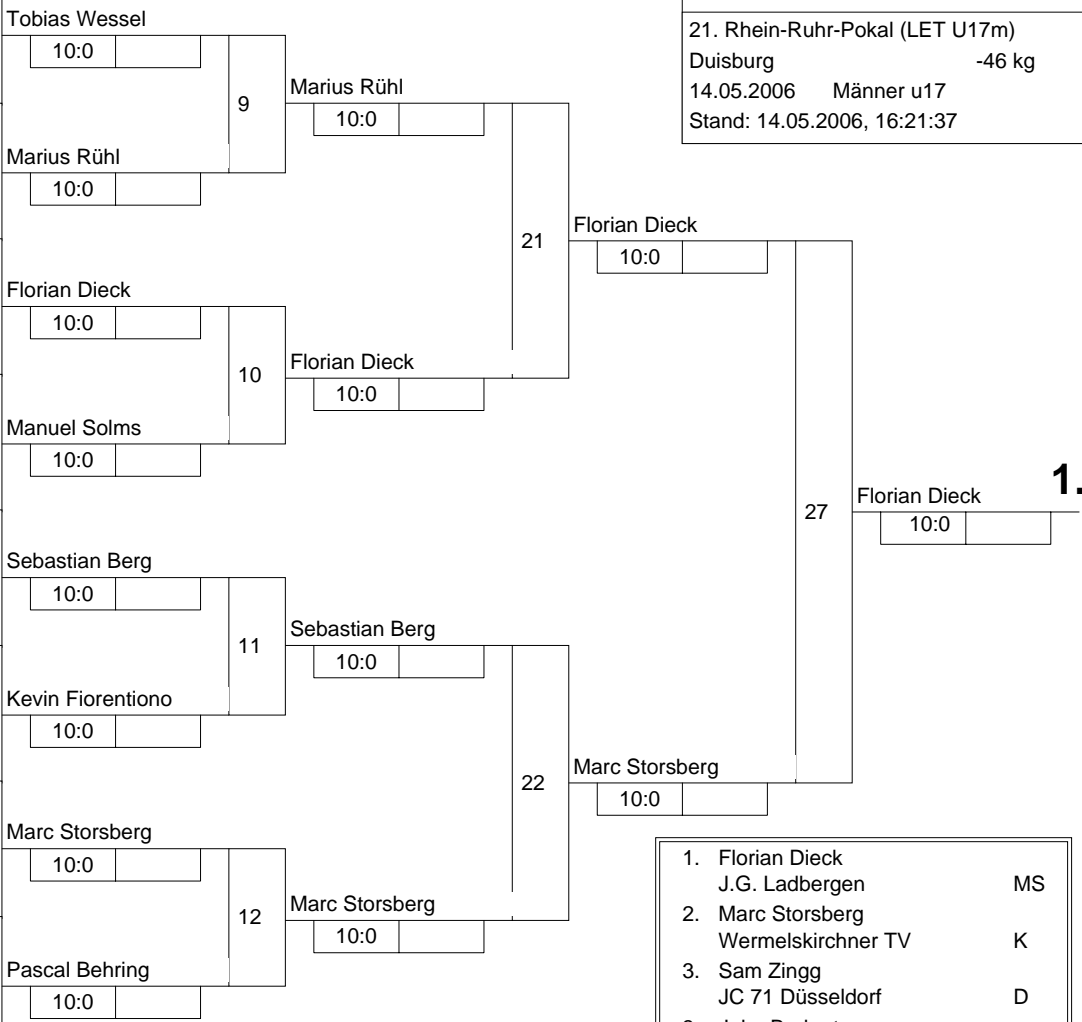 Tobias Wessel
10:0
9
Marius Rühl
10:0
Marius Rühl
10:0
21
Florian Dieck
10:0
Florian Dieck
10:0
10
Florian Dieck
10:0
Manuel Solms
10:0
27
Florian Dieck 1.
10:0
Sebastian Berg
10:0
11
Sebastian Berg
10:0
Kevin Fiorentiono
10:0
22
Marc Storsberg
10:0
Marc Storsberg
10:0
12
Marc Storsberg
10:0
Pascal Behring
10:0
21. Rhein-Ruhr-Pokal (LET U17m)
Duisburg -46 kg
14.05.2006 Männer u17
Stand: 14.05.2006, 16:21:37
1. Florian Dieck
J.G. Ladbergen MS
2. Marc Storsberg
Wermelskirchner TV K
3. Sam Zingg
JC 71 Düsseldorf D